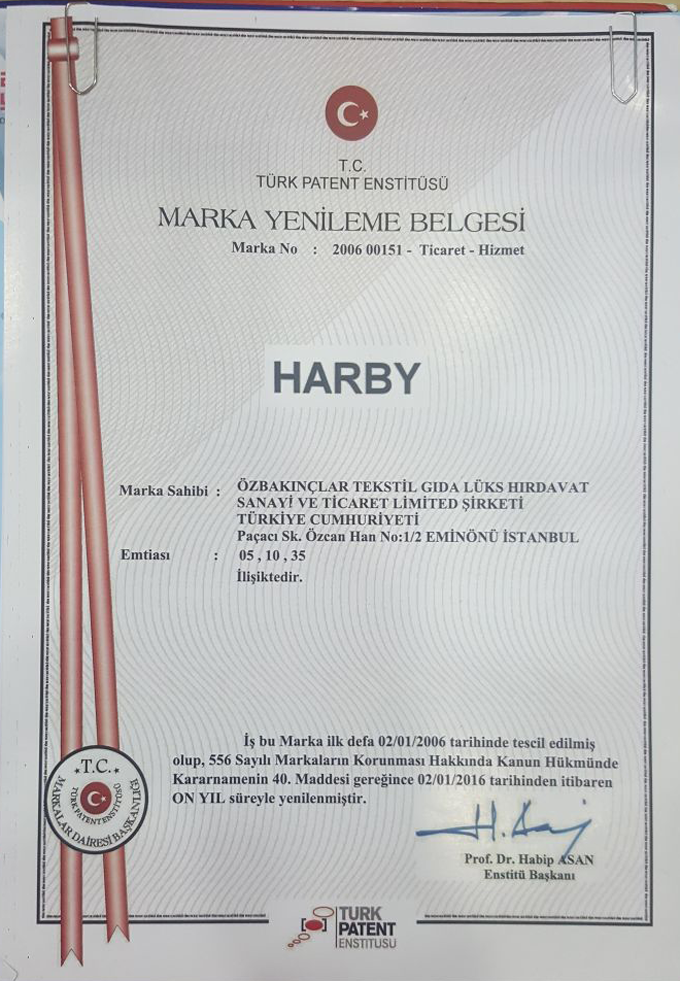 T.C.
TÜRK PATENT ENSTİTÜSÜ
MARKA YENİLEME BELGESİ
Marka No : 2006 00151 - Ticaret - Hizmet
HARBY
Marka Sahibi : ÖZBAKINÇLAR TEKSTİL GIDA LÜKS HIRDAVAT
SANAYİ VE TİCARET LİMİTED ŞİRKETİ
TÜRKİYE CUMHURİYETİ
Paçacı Sk. Özcan Han No:1/2 EMİNÖNÜ İSTANBUL
Emtiası : 05 , 10 , 35
İlişiktedir.
İş bu Marka ilk defa 02/01/2006 tarihinde tescil edilmiş
olup, 556 Sayılı Markaların Korunması Hakkında Kanun Hükmünde
Kararnamenin 40. Maddesi gereğince 02/01/2016 tarihinden itibaren
ON YIL süreyle yenilenmiştir.
T.C.
TÜRK PATENT ENSTİTÜSÜ
MARKALAR DAİRESİ BAŞKANLIĞI
Prof. Dr. Habip ASAN
Enstitü Başkanı
TURK
PATENT
ENSTITUSU